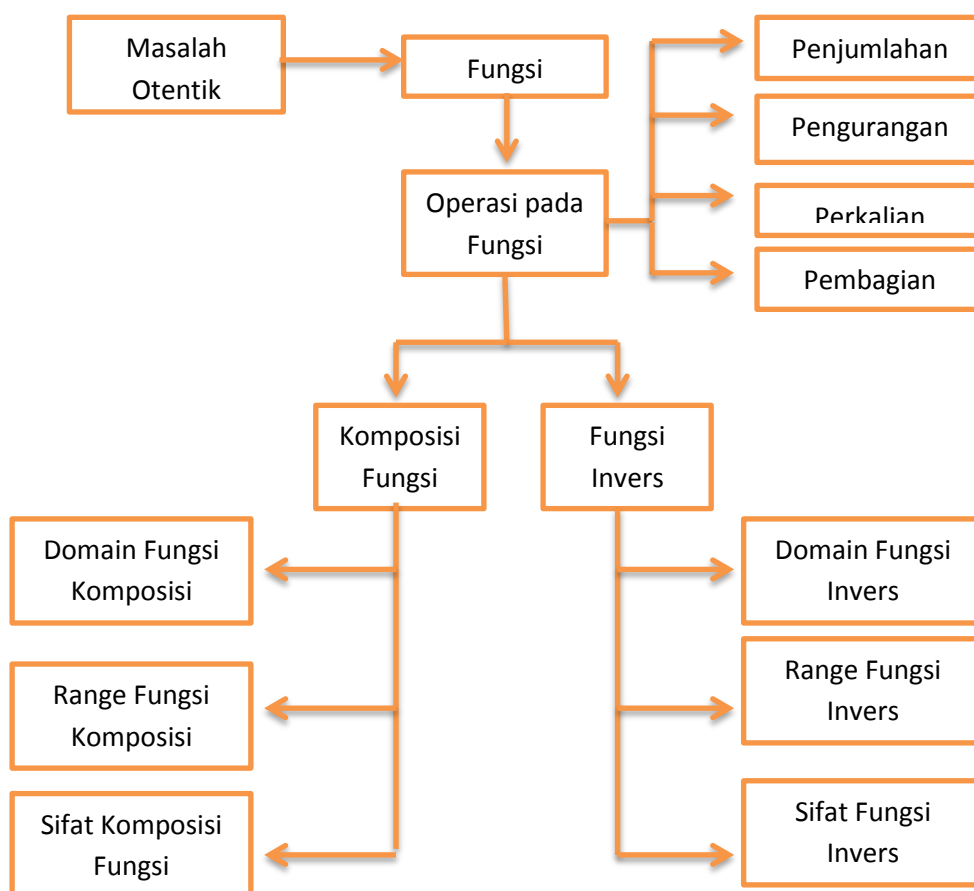 Masalah
Otentik
Fungsi
Penjumlahan
Pengurangan
Operasi pada
Fungsi
Perkalian
Pembagian
Komposisi
Fungsi
Fungsi
Invers
Domain Fungsi
Komposisi
Domain Fungsi
Invers
Range Fungsi
Komposisi
Range Fungsi
Invers
Sifat Komposisi
Fungsi
Sifat Fungsi
Invers